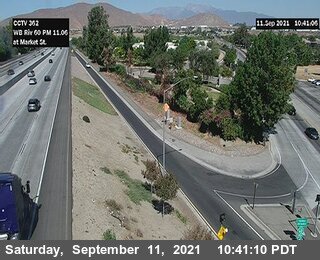 CCTV 362
WB Riv 60 PM 11.06
at Market St.
11.Sep 2021 10:41:06
Saturday, September 11, 2021 10:41:10 PDT